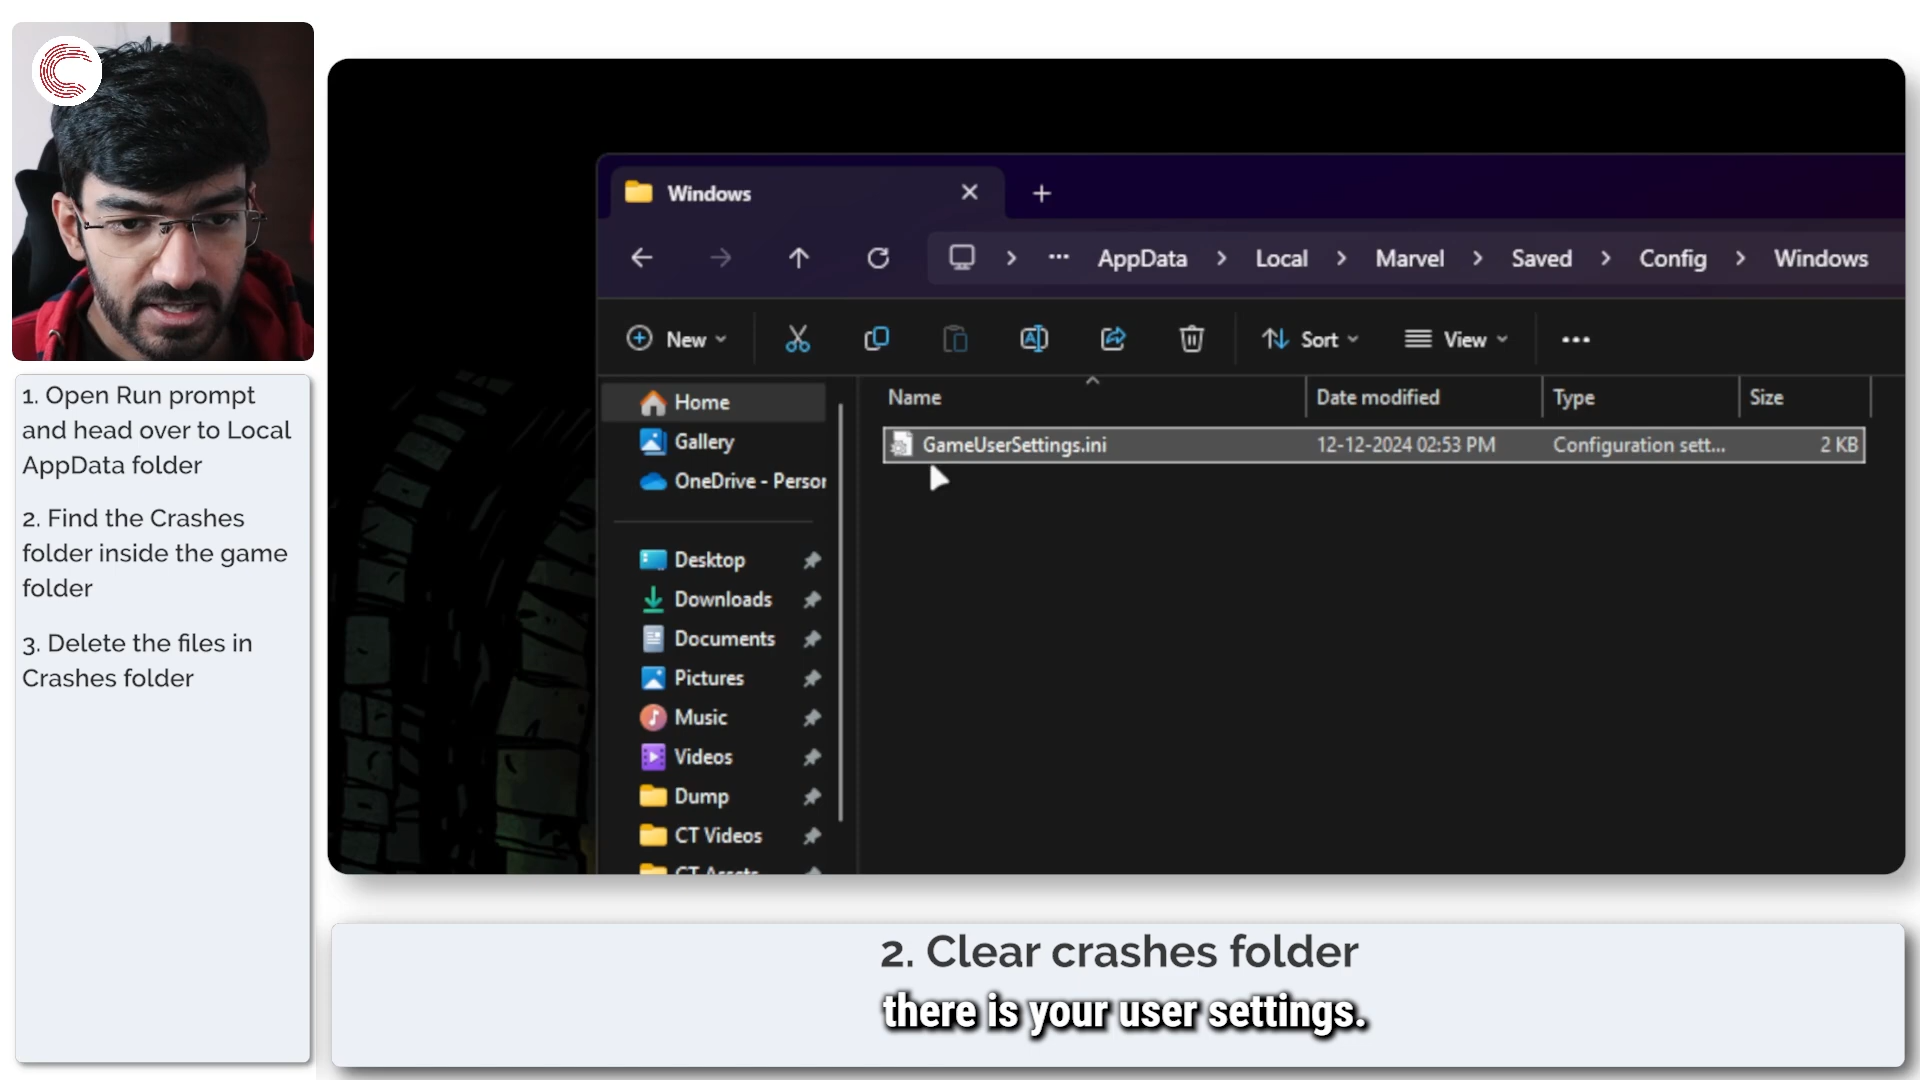 1. Open Run prompt
and head over to Local
AppData folder
2. Find the Crashes
folder inside the game
folder
3. Delete the files in
Crashes folder
Windows
AppData > Local > Marvel > Saved > Config > Windows
New
Sort
View
Home
Gallery
OneDrive - Person
Desktop
Downloads
Documents
Pictures
Music
Videos
Dump
CT Videos
CT Assets
Name Date modified Type Size
GameUserSettings.ini 12-12-2024 02:53 PM Configuration sett... 2 KB
2. Clear crashes folder
there is your user settings.